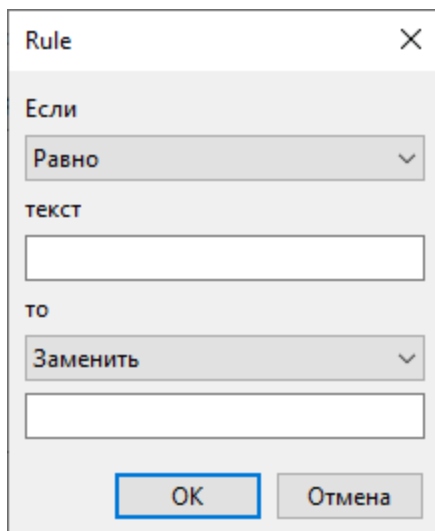 Rule
Если
Равно
текст
то
Заменить
OK
Отмена